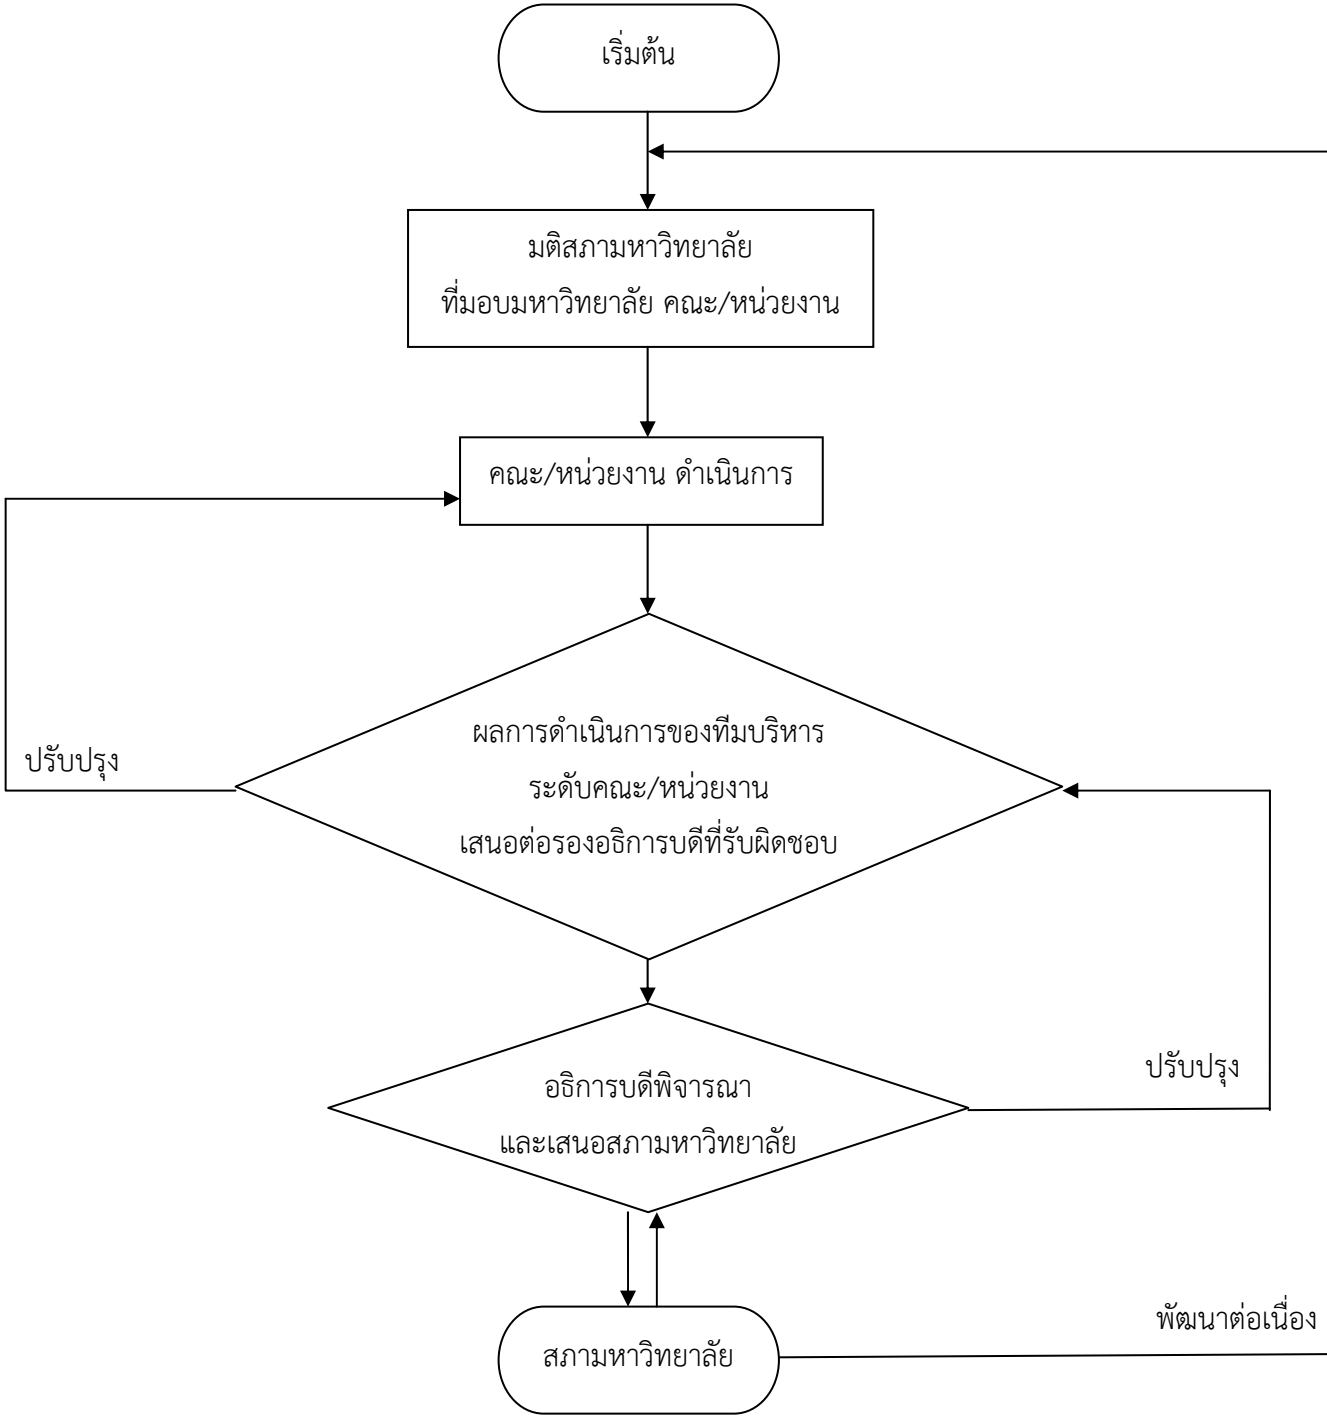 เริ่มต้น
มติสภามหาวิทยาลัย
ที่มอบมหาวิทยาลัย คณะ/หน่วยงาน
คณะ/หน่วยงาน ดำเนินการ
ผลการดำเนินการของทีมบริหาร
ระดับคณะ/หน่วยงาน
เสนอต่อรองอธิการบดีที่รับผิดชอบ
ปรับปรุง
อธิการบดีพิจารณา
และเสนอสภามหาวิทยาลัย
ปรับปรุง
สภามหาวิทยาลัย
พัฒนาต่อเนื่อง